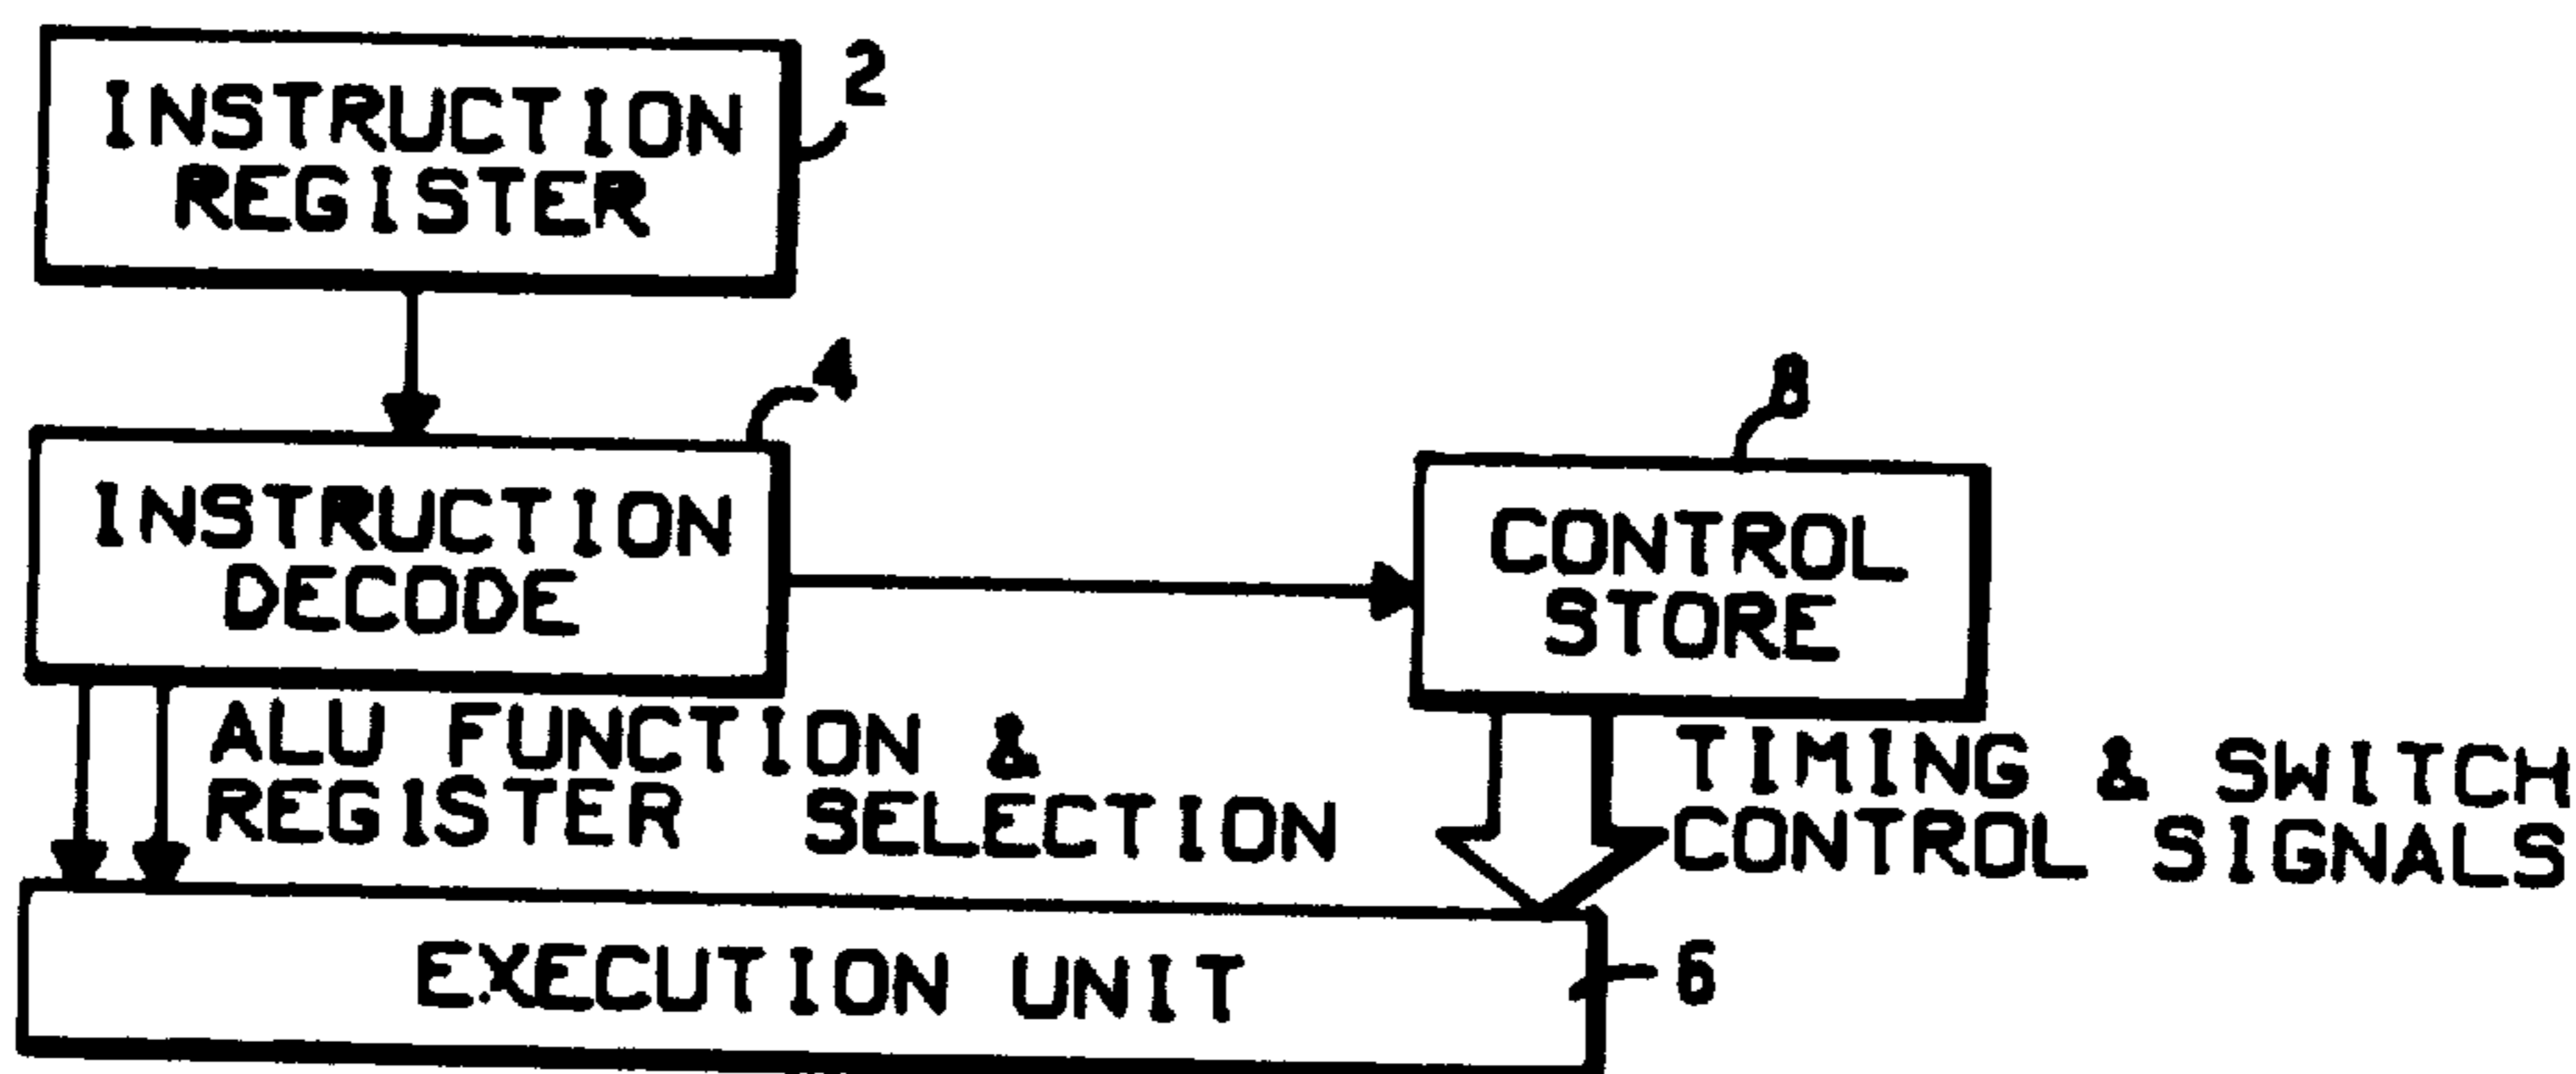 INSTRUCTION
REGISTER
2
4
INSTRUCTION
DECODE
8
CONTROL
STORE
ALU FUNCTION &
REGISTER SELECTION
TIMING & SWITCH
CONTROL SIGNALS
EXECUTION UNIT
6